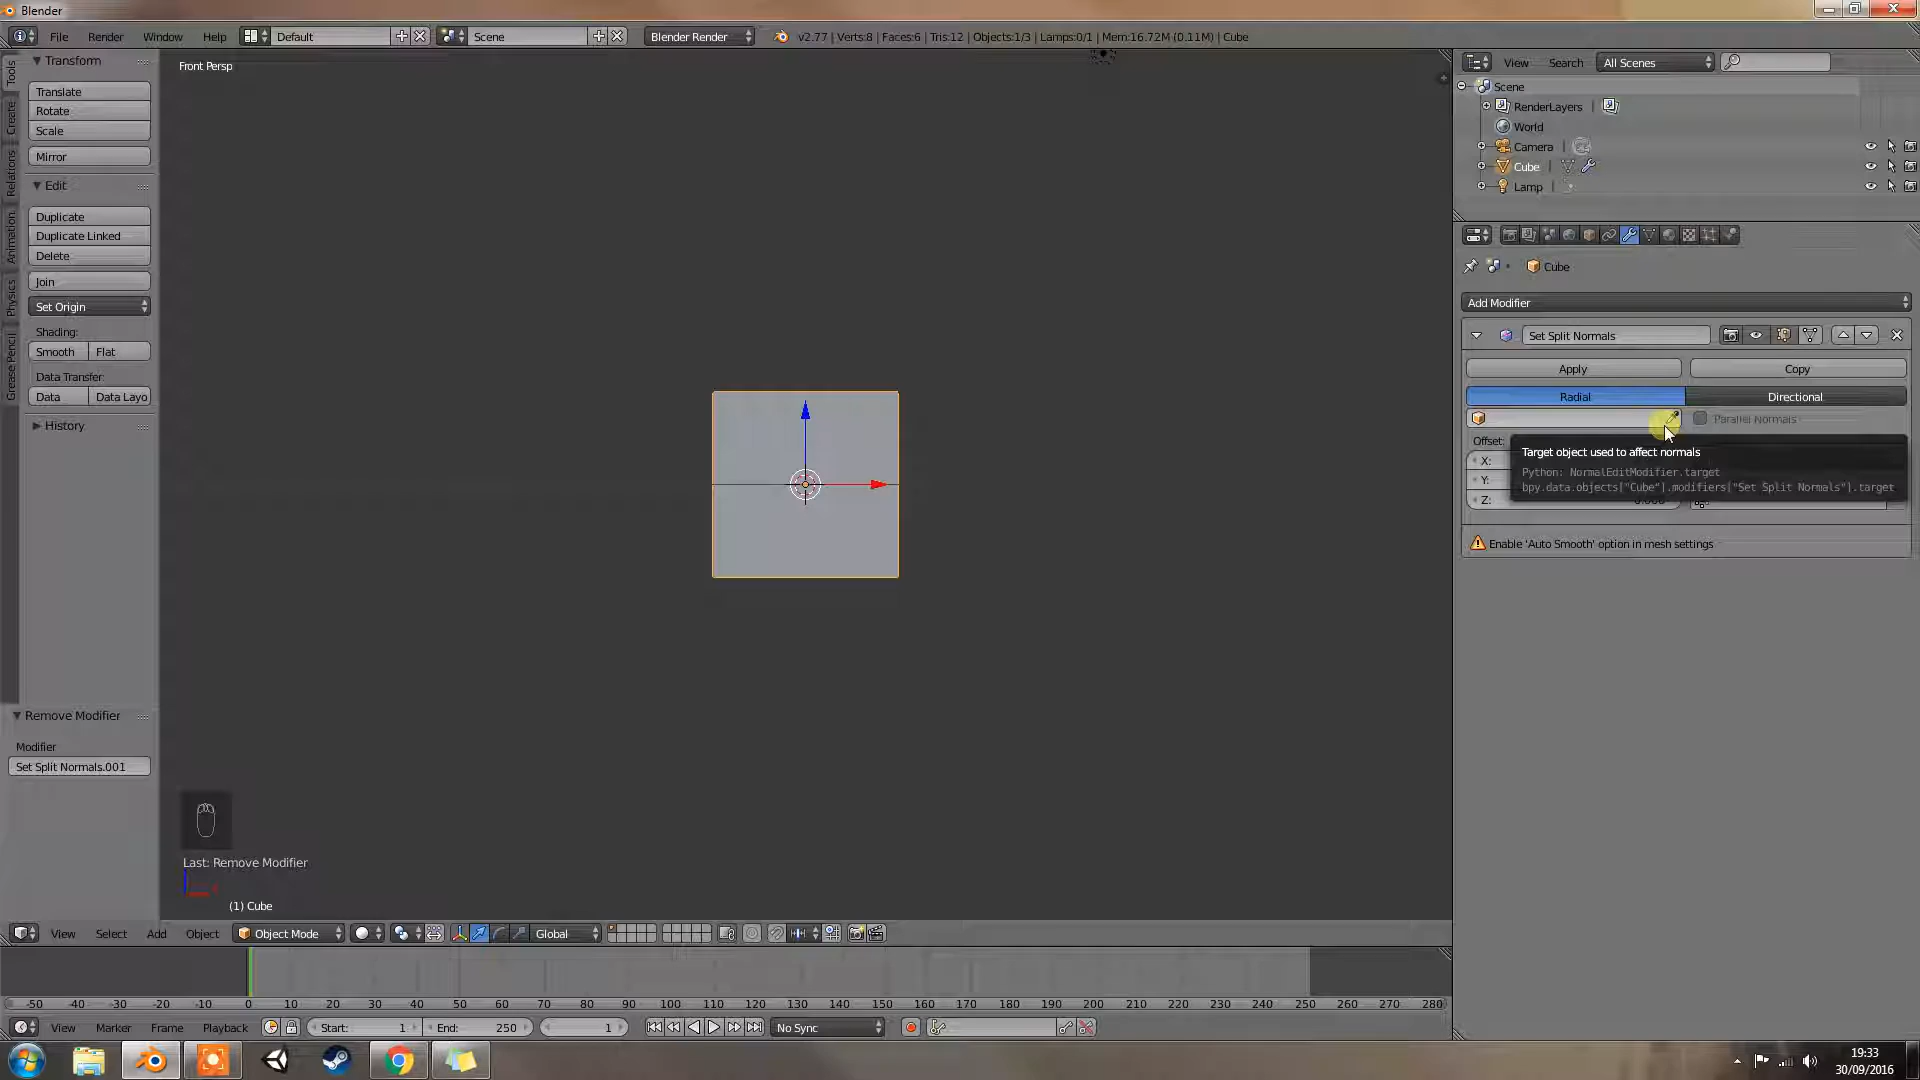 Blender
File Render Window Help Default Scene Blender Render v2.77 | Verts:8 | Faces:6 | Tris:12 | Objects:1/3 | Lamps:0/1 | Mem:16.72M (0.11M) | Cube
Tools
Create
Relations
Animation
Physics
Grease Pencil
Transform
Translate
Rotate
Scale
Mirror
Edit
Duplicate
Duplicate Linked
Delete
Join
Set Origin
Shading:
Smooth Flat
Data Transfer:
Data Data Layo
History
Remove Modifier
Modifier
Set Split Normals.001
Front Persp
Last: Remove Modifier
(1) Cube
View Select Add Object Object Mode Global
-50 -40 -30 -20 -10 0 10 20 30 40 50 60 70 80 90 100 110 120 130 140 150 160 170 180 190 200 210 220 230 240 250 260 270 280
View Marker Frame Playback Start: 1 End: 250 1 No Sync
View Search All Scenes
Scene
RenderLayers
World
Camera
Cube
Lamp
Cube
Add Modifier
Set Split Normals
Apply Copy
Radial Directional
Parallel Normals
Offset:
X:
Y:
Z:
Target object used to affect normals
Python: NormalEditModifier.target
bpy.data.objects["Cube"].modifiers["Set Split Normals"].target
Enable 'Auto Smooth' option in mesh settings
19:33
30/09/2016